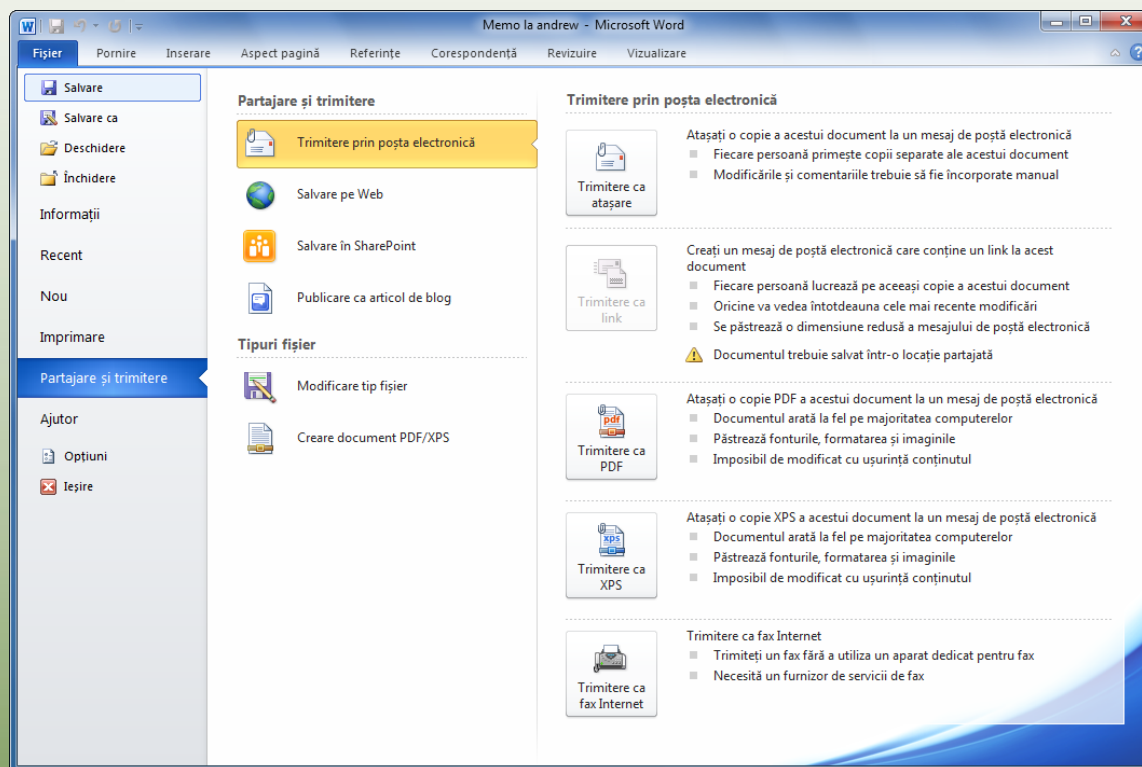 Memo la andrew - Microsoft Word
Fișier Pornire Inserare Aspect pagină Referințe Corespondență Revizuire Vizualizare
Salvare
Salvare ca
Deschidere
Închidere
Informații
Recent
Nou
Imprimare
Partajare și trimitere
Ajutor
Opțiuni
Ieșire
Partajare și trimitere
Trimitere prin poșta electronică
Salvare pe Web
Salvare în SharePoint
Publicare ca articol de blog
Tipuri fișier
Modificare tip fișier
Creare document PDF/XPS
Trimitere prin poșta electronică
Trimitere ca
atașare
Atașați o copie a acestui document la un mesaj de poștă electronică
Fiecare persoană primește copii separate ale acestui document
Modificările și comentariile trebuie să fie încorporate manual
Trimitere ca
link
Creați un mesaj de poștă electronică care conține un link la acest
document
Fiecare persoană lucrează pe aceeași copie a acestui document
Oricine va vedea întotdeauna cele mai recente modificări
Se păstrează o dimensiune redusă a mesajului de poștă electronică
Documentul trebuie salvat într-o locație partajată
pdf
Trimitere ca
PDF
Atașați o copie PDF a acestui document la un mesaj de poștă electronică
Documentul arată la fel pe majoritatea computerelor
Păstrează fonturile, formatarea și imaginile
Imposibil de modificat cu ușurință conținutul
xps
Trimitere ca
XPS
Atașați o copie XPS a acestui document la un mesaj de poștă electronică
Documentul arată la fel pe majoritatea computerelor
Păstrează fonturile, formatarea și imaginile
Imposibil de modificat cu ușurință conținutul
Trimitere ca
fax Internet
Trimitere ca fax Internet
Trimiteți un fax fără a utiliza un aparat dedicat pentru fax
Necesită un furnizor de servicii de fax